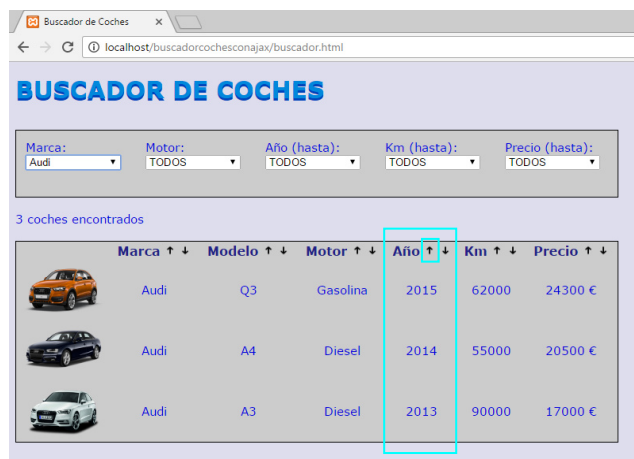 Buscador de Coches
localhost/buscadorcochesconajax/buscador.html
BUSCADOR DE COCHES
Marca: Motor: Año (hasta): Km (hasta): Precio (hasta):
Audi TODOS TODOS TODOS TODOS
3 coches encontrados
Marca ↑ ↓ Modelo ↑ ↓ Motor ↑ ↓ Año ↑ ↓ Km ↑ ↓ Precio ↑ ↓
Audi Q3 Gasolina 2015 62000 24300 €
Audi A4 Diesel 2014 55000 20500 €
Audi A3 Diesel 2013 90000 17000 €